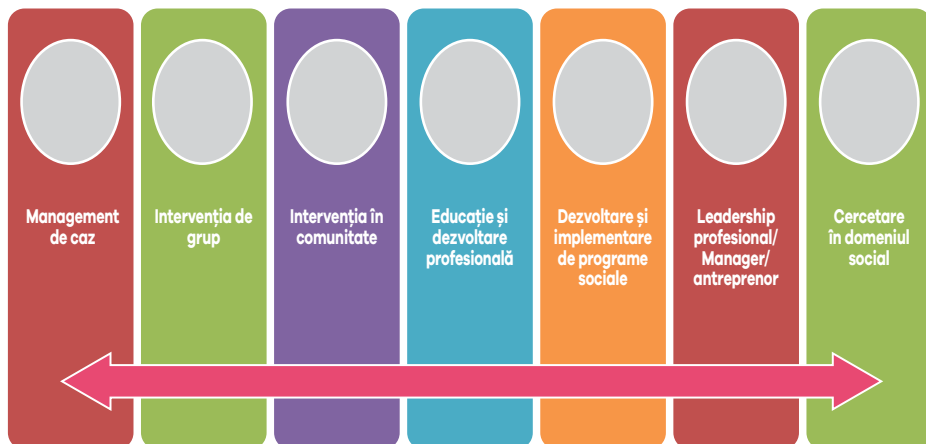 Management
de caz
Intervenția de
grup
Intervenția în
comunitate
Educație și
dezvoltare
profesională
Dezvoltare și
implementare
de programe
sociale
Leadership
profesional/
Manager/
antreprenor
Cercetare
în domeniul
social